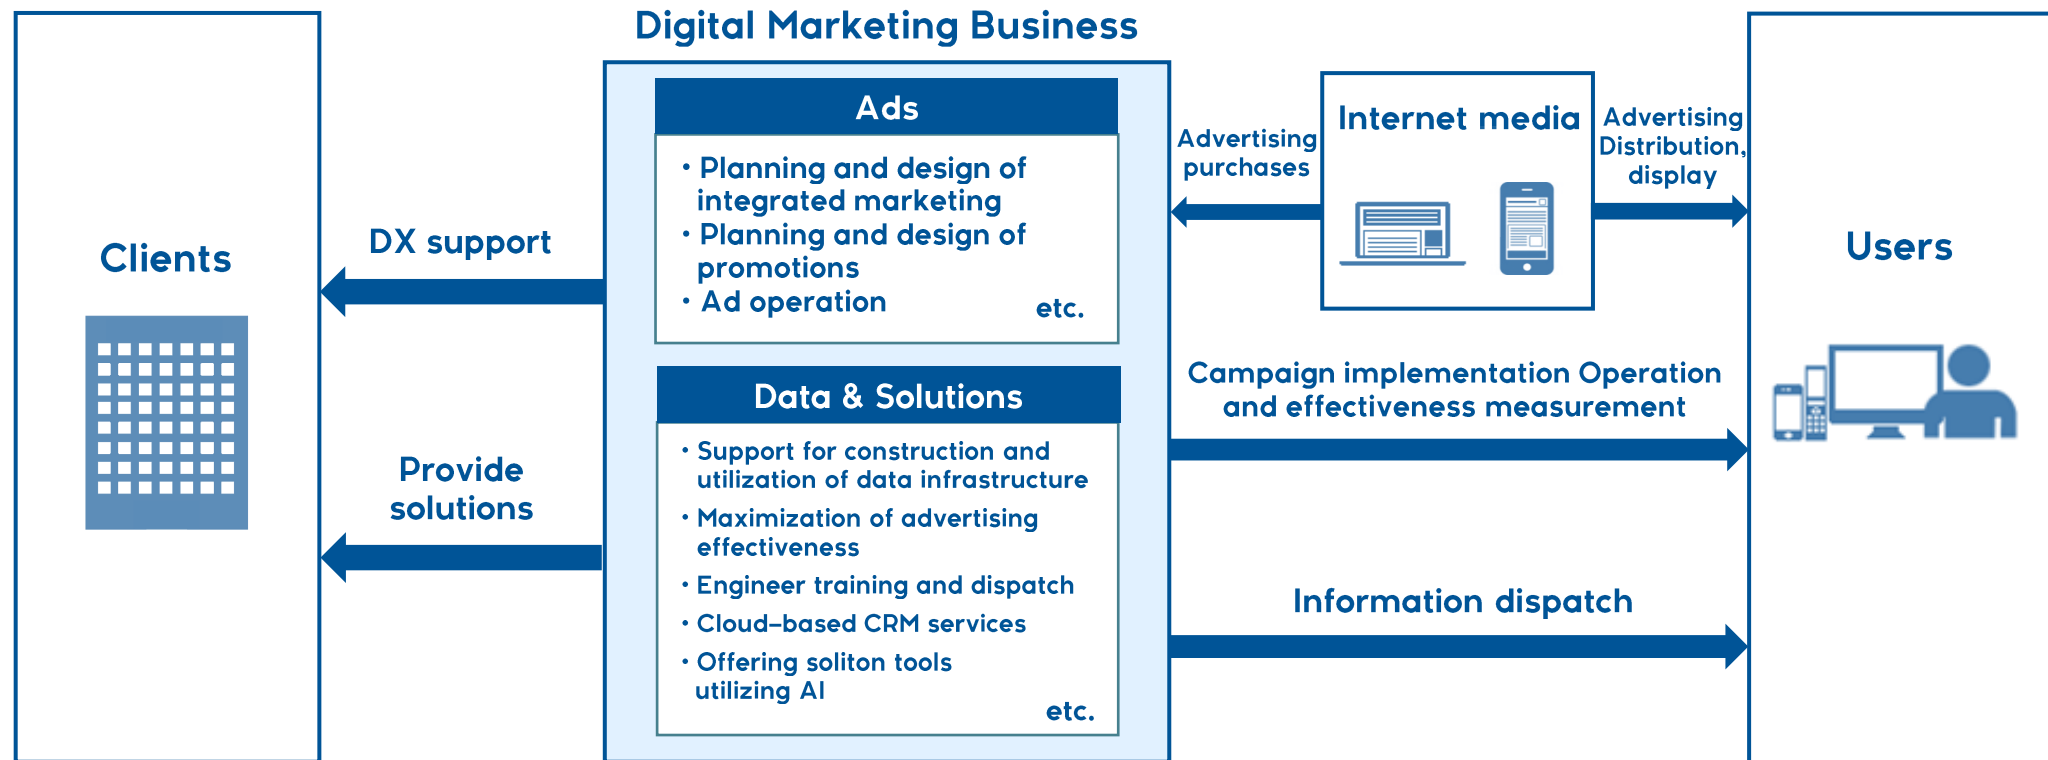 Digital Marketing Business
Clients
DX support
Provide
solutions
Ads
・Planning and design of
integrated marketing
・Planning and design of
promotions
・Ad operation
etc.
Data & Solutions
・Support for construction and
utilization of data infrastructure
・Maximization of advertising
effectiveness
・Engineer training and dispatch
・Cloud-based CRM services
・Offering soliton tools
utilizing AI
etc.
Advertising
purchases
Internet media
Advertising
Distribution,
display
Campaign implementation Operation
and effectiveness measurement
Information dispatch
Users